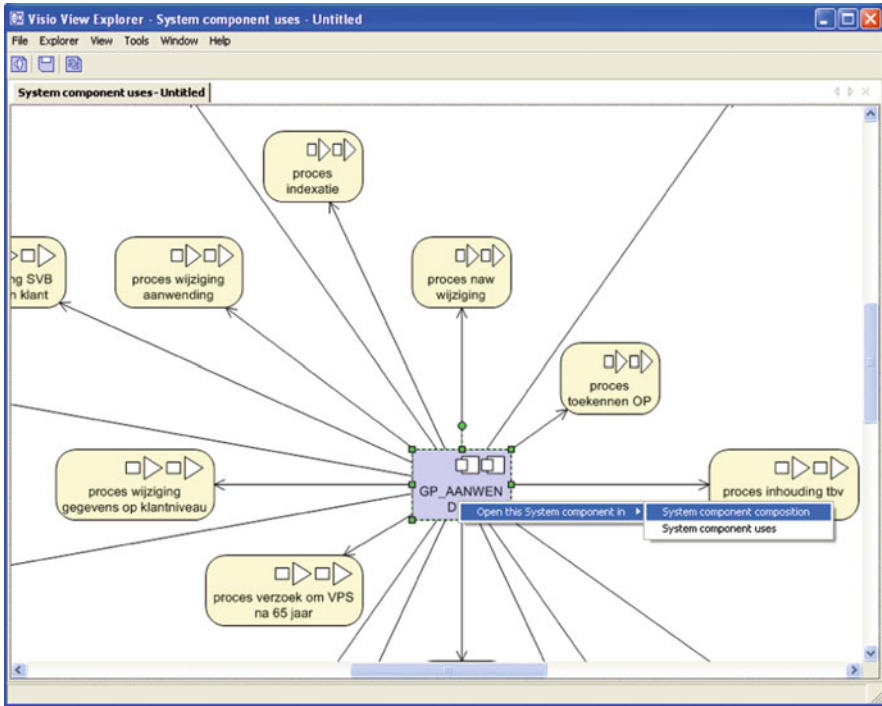 Visio View Explorer - System component uses - Untitled
File Explorer View Tools Window Help
System component uses - Untitled
proces
indexatie
ng SVB
n klant
proces wijziging
aanwending
proces naw
wijziging
proces
toekennen OP
proces wijziging
gegevens op klantniveau
GP_AANWEN
D
proces inhouding tbv
Open this System component in
System component composition
System component uses
proces verzoek om VPS
na 65 jaar